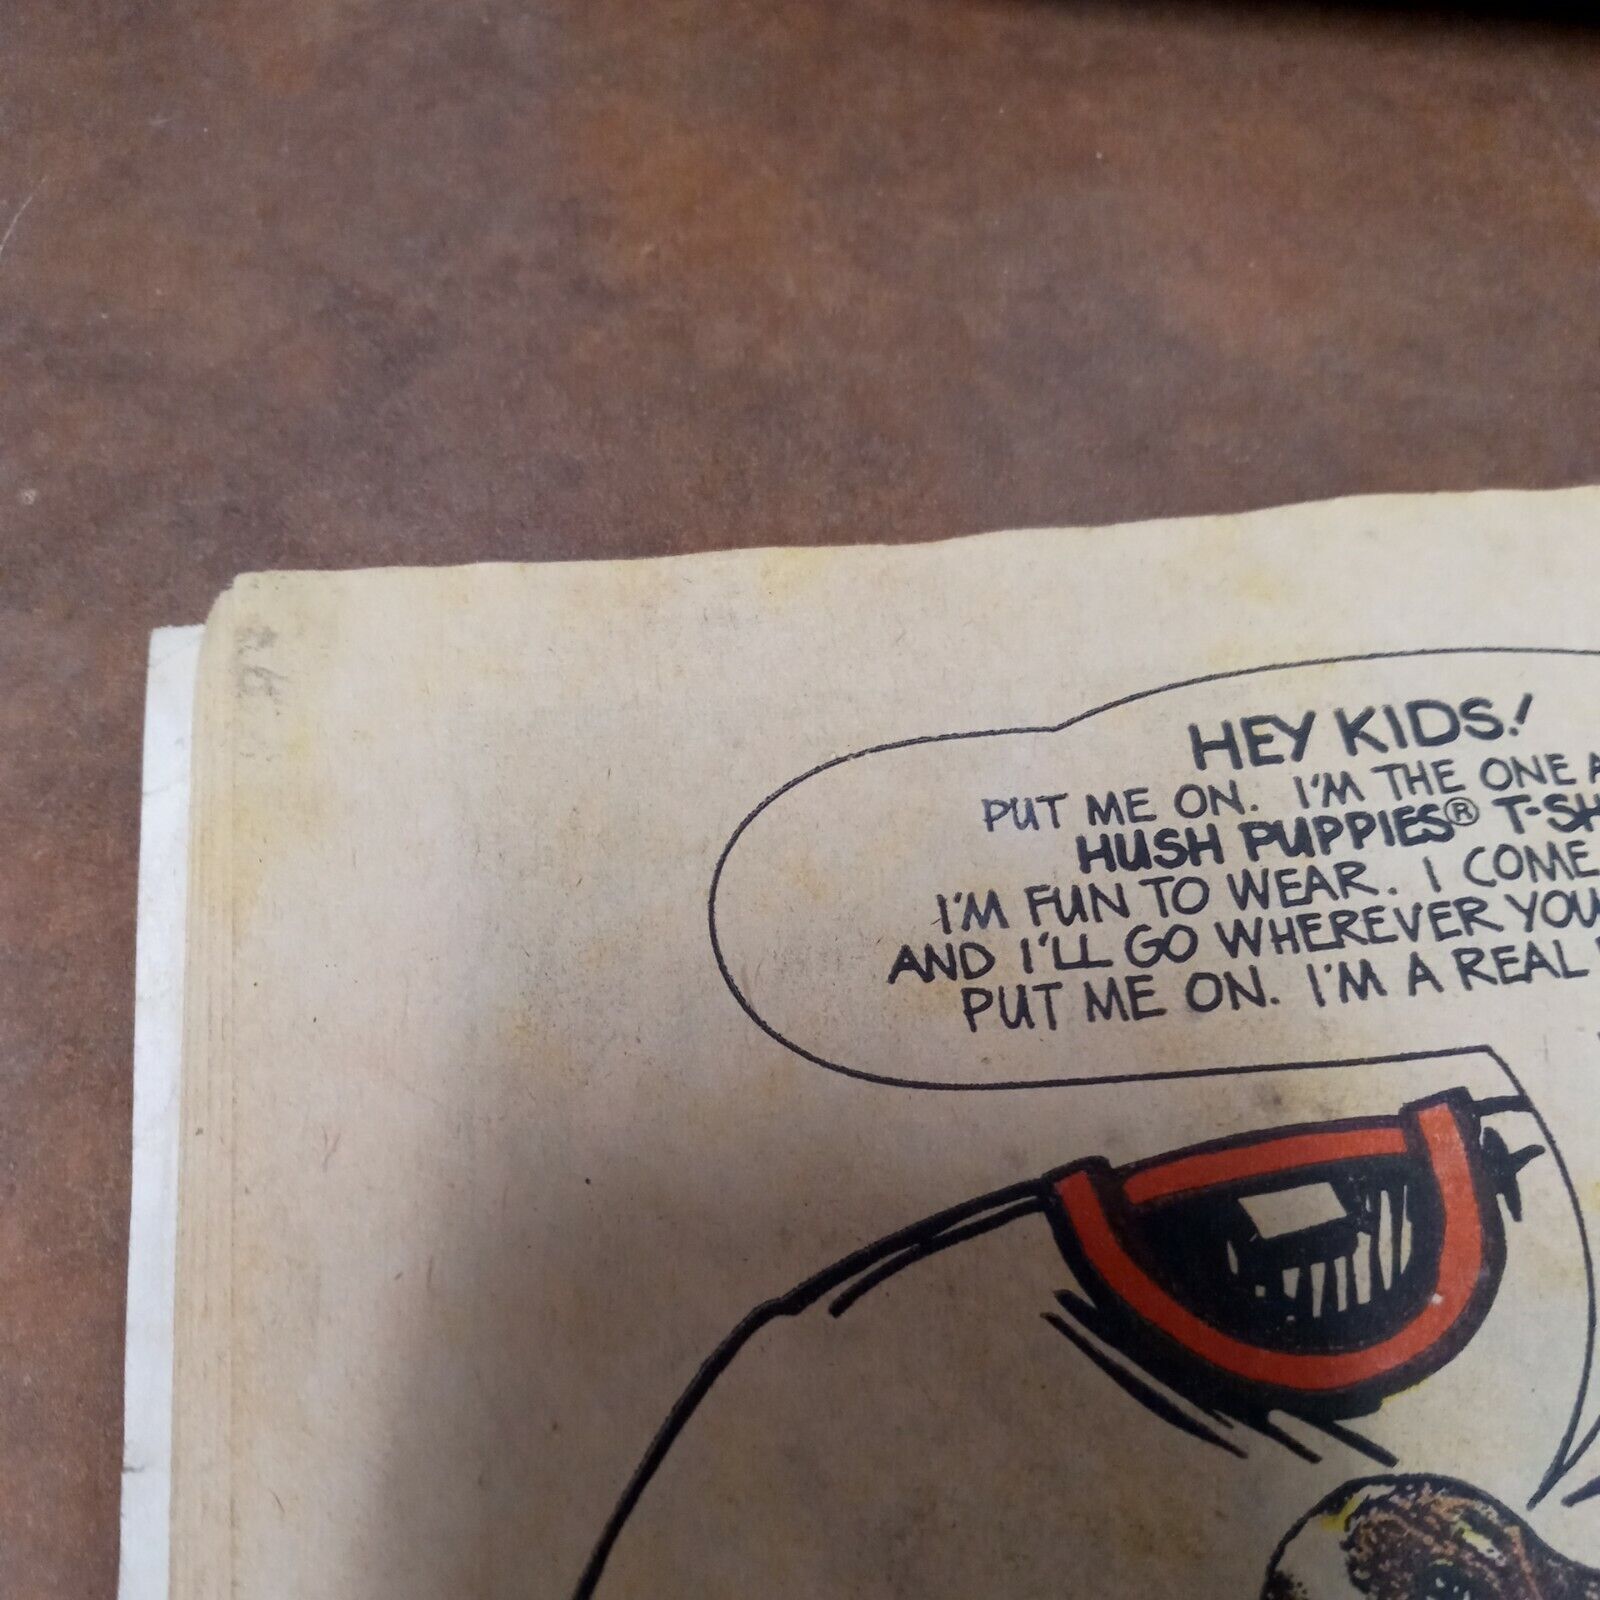 HEY KIDS!
PUT ME ON. I'M THE ONE
HUSH PUPPIES® T-SH
I'M FUN TO WEAR. I COME
AND I'LL GO WHEREVER YOU
PUT ME ON. I'M A REAL